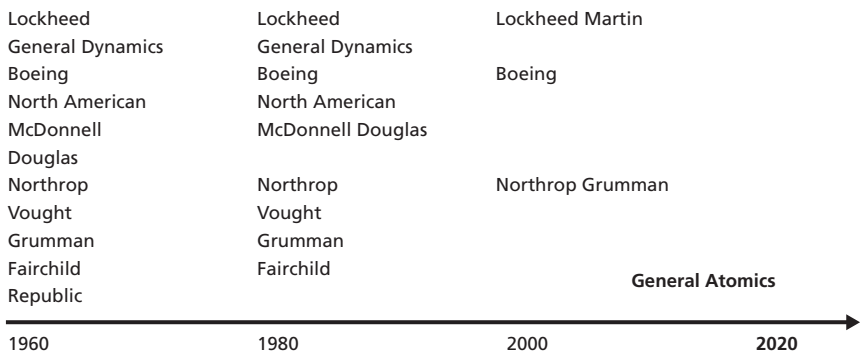 Lockheed Lockheed Lockheed Martin
General Dynamics General Dynamics
Boeing Boeing Boeing
North American North American
McDonnell McDonnell Douglas
Douglas
Northrop Northrop Northrop Grumman
Vought Vought
Grumman Grumman
Fairchild Fairchild
General Atomics
Republic
1960 1980 2000 2020